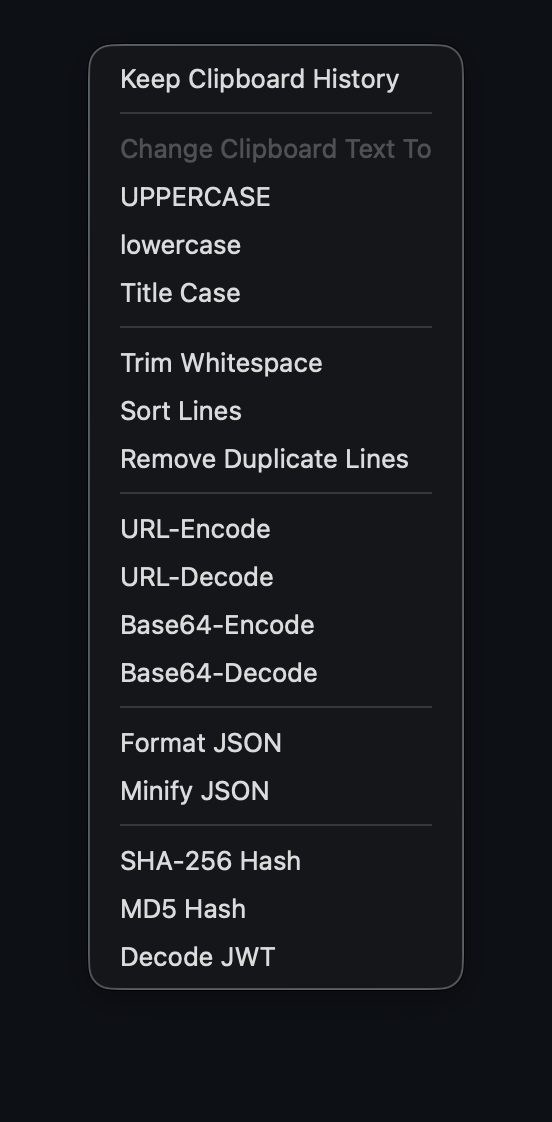 Keep Clipboard History
Change Clipboard Text To
UPPERCASE
lowercase
Title Case
Trim Whitespace
Sort Lines
Remove Duplicate Lines
URL-Encode
URL-Decode
Base64-Encode
Base64-Decode
Format JSON
Minify JSON
SHA-256 Hash
MD5 Hash
Decode JWT